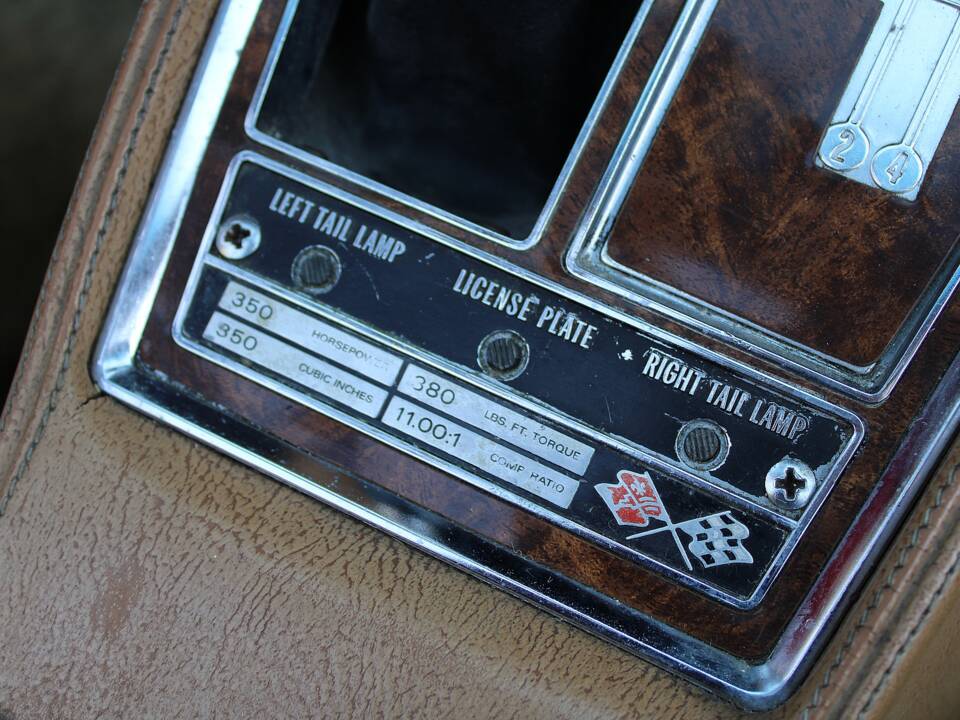 2 4
LEFT TAIL LAMP
LICENSE PLATE
RIGHT TAIL LAMP
350 HORSEPOWER
350 CUBIC INCHES
380 LBS. FT. TORQUE
11.00:1 COMP. RATIO